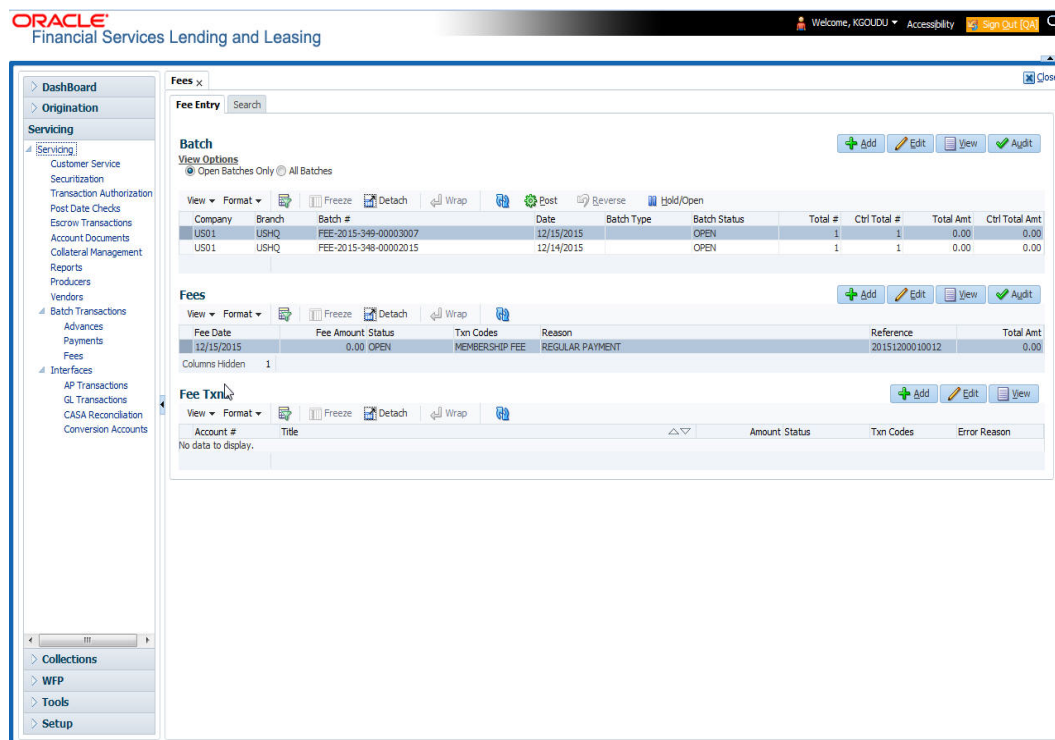 ORACLE®
Financial Services Lending and Leasing
Welcome, KGOUDU Accessibility Sign Out [QA]
DashBoard
Origination
Servicing
Servicing
Customer Service
Securitization
Transaction Authorization
Post Date Checks
Escrow Transactions
Account Documents
Collateral Management
Reports
Producers
Vendors
Batch Transactions
Advances
Payments
Fees
Interfaces
AP Transactions
GL Transactions
CASA Reconciliation
Conversion Accounts
Collections
WFP
Tools
Setup
Fees x
Close
Fee Entry Search
Batch Add Edit View Audit
View Options
Open Batches Only All Batches
View Format Freeze Detach Wrap Post Reverse Hold/Open
Company Branch Batch # Date Batch Type Batch Status Total # Ctrl Total # Total Amt Ctrl Total Amt
US01 USHQ FEE-2015-349-00003007 12/15/2015 OPEN 1 1 0.00 0.00
US01 USHQ FEE-2015-348-00002015 12/14/2015 OPEN 1 1 0.00 0.00
Fees Add Edit View Audit
View Format Freeze Detach Wrap
Fee Date Fee Amount Status Txn Codes Reason Reference Total Amt
12/15/2015 0.00 OPEN MEMBERSHIP FEE REGULAR PAYMENT 20151200010012 0.00
Columns Hidden 1
Fee Txn Add Edit View
View Format Freeze Detach Wrap
Account # Title Amount Status Txn Codes Error Reason
No data to display.